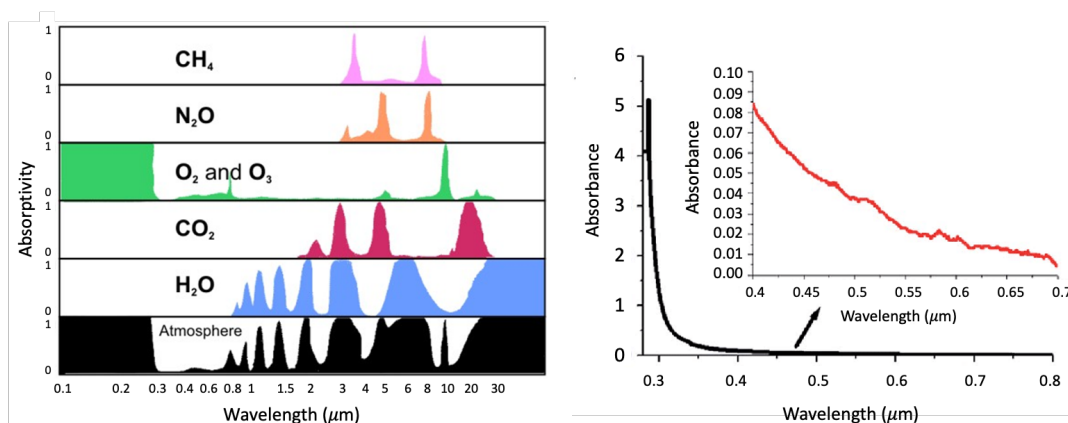 Absorptivity
1
CH₄
0
1
N₂O
0
1
O₂ and O₃
0
1
CO₂
0
1
H₂O
0
1
Atmosphere
0
0.1 0.2 0.3 0.4 0.6 0.8 1 1.5 2 3 4 5 6 8 10 20 30
Wavelength (μm)
Absorbance
6
5
4
3
2
1
0
0.3 0.4 0.5 0.6 0.7 0.8
Wavelength (μm)
Absorbance
0.10
0.09
0.08
0.07
0.06
0.05
0.04
0.03
0.02
0.01
0.00
0.4 0.45 0.5 0.55 0.6 0.65 0.7
Wavelength (μm)